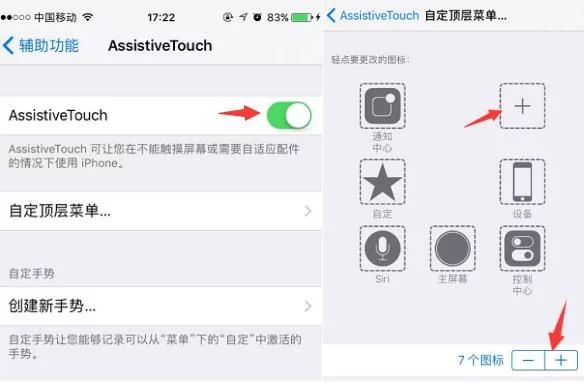 中国移动
17:22
83%
辅助功能
AssistiveTouch
AssistiveTouch
AssistiveTouch 可让您在不能触摸屏幕或需要自适应配件
的情况下使用 iPhone。
自定顶层菜单...
自定手势
创建新手势...
自定手势让您能够记录可以从“菜单”下的“自定”中激活的
手势。
AssistiveTouch 自定顶层菜单...
轻点要更改的图标:
通知
中心
自定
设备
Siri
主屏幕
控制
中心
7 个图标